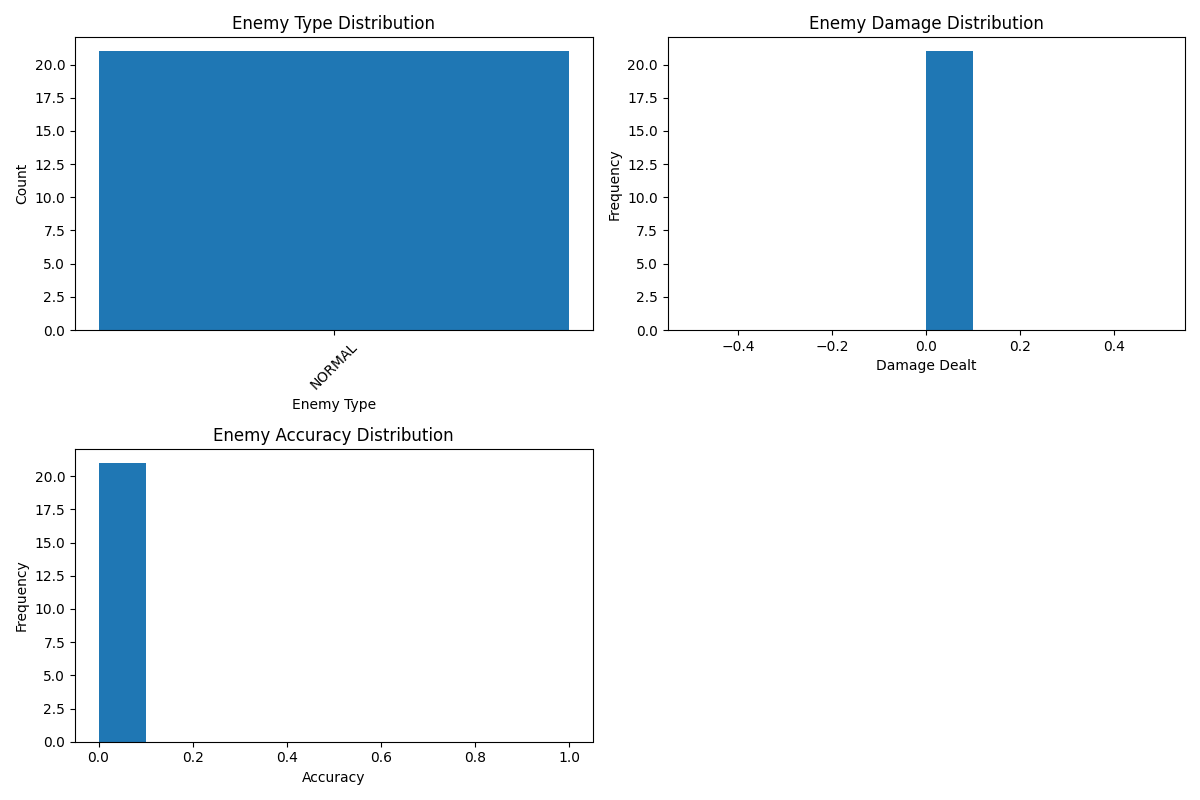 Enemy Type Distribution
20.0
17.5
15.0
12.5
10.0
7.5
5.0
2.5
0.0
Count
NORMAL
Enemy Type
Enemy Damage Distribution
20.0
17.5
15.0
12.5
10.0
7.5
5.0
2.5
0.0
Frequency
−0.4 −0.2 0.0 0.2 0.4
Damage Dealt
Enemy Accuracy Distribution
20.0
17.5
15.0
12.5
10.0
7.5
5.0
2.5
0.0
Frequency
0.0 0.2 0.4 0.6 0.8 1.0
Accuracy